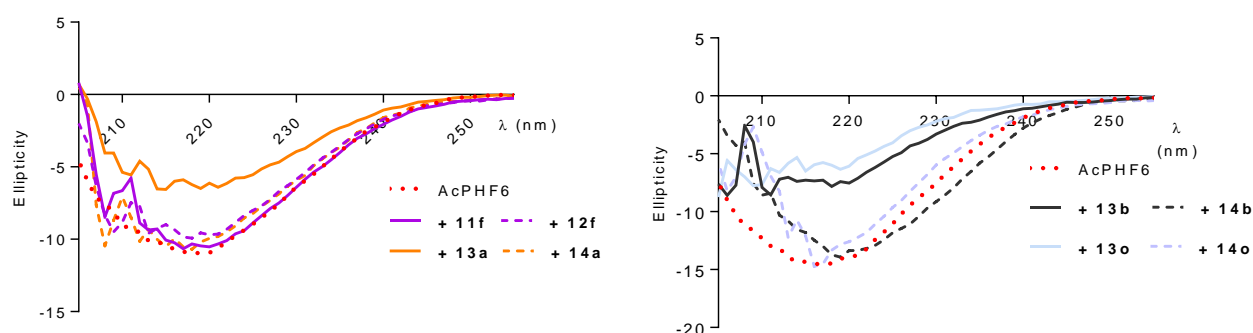 5
0
-5
-10
-15
Ellipticity
210
220
230
240
250
λ (nm)
AcPHF6
+ 11f + 12f
+ 13a + 14a
5
0
-5
-10
-15
-20
Ellipticity
210
220
230
240
250
λ
(nm)
AcPHF6
+ 13b + 14b
+ 13o + 14o